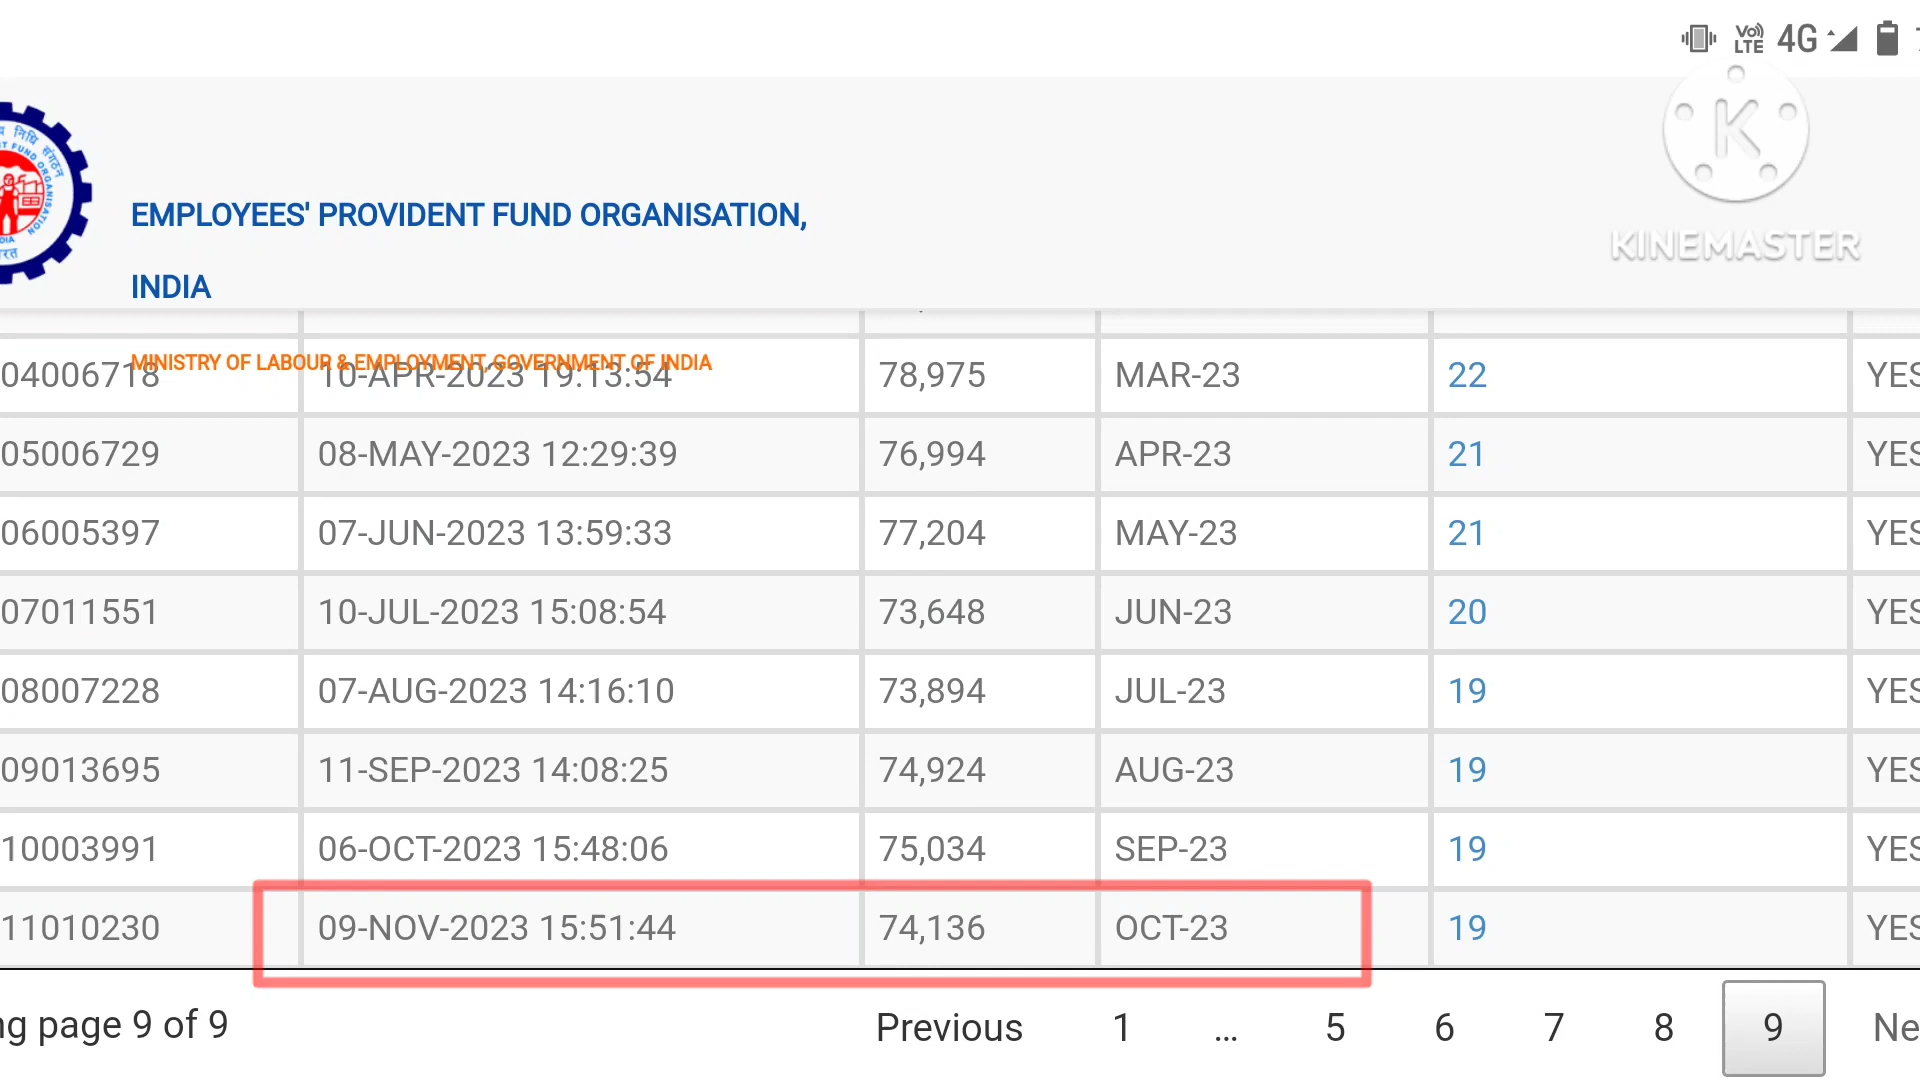 VoD LTE 4G
K
KINEMASTER
EMPLOYEES' PROVIDENT FUND ORGANISATION,
INDIA
MINISTRY OF LABOUR & EMPLOYMENT, GOVERNMENT OF INDIA
04006718 10-APR-2023 19:13:54 78,975 MAR-23 22 YES
05006729 08-MAY-2023 12:29:39 76,994 APR-23 21 YES
06005397 07-JUN-2023 13:59:33 77,204 MAY-23 21 YES
07011551 10-JUL-2023 15:08:54 73,648 JUN-23 20 YES
08007228 07-AUG-2023 14:16:10 73,894 JUL-23 19 YES
09013695 11-SEP-2023 14:08:25 74,924 AUG-23 19 YES
10003991 06-OCT-2023 15:48:06 75,034 SEP-23 19 YES
11010230 09-NOV-2023 15:51:44 74,136 OCT-23 19 YES
ng page 9 of 9 Previous 1 ... 5 6 7 8 9 Ne